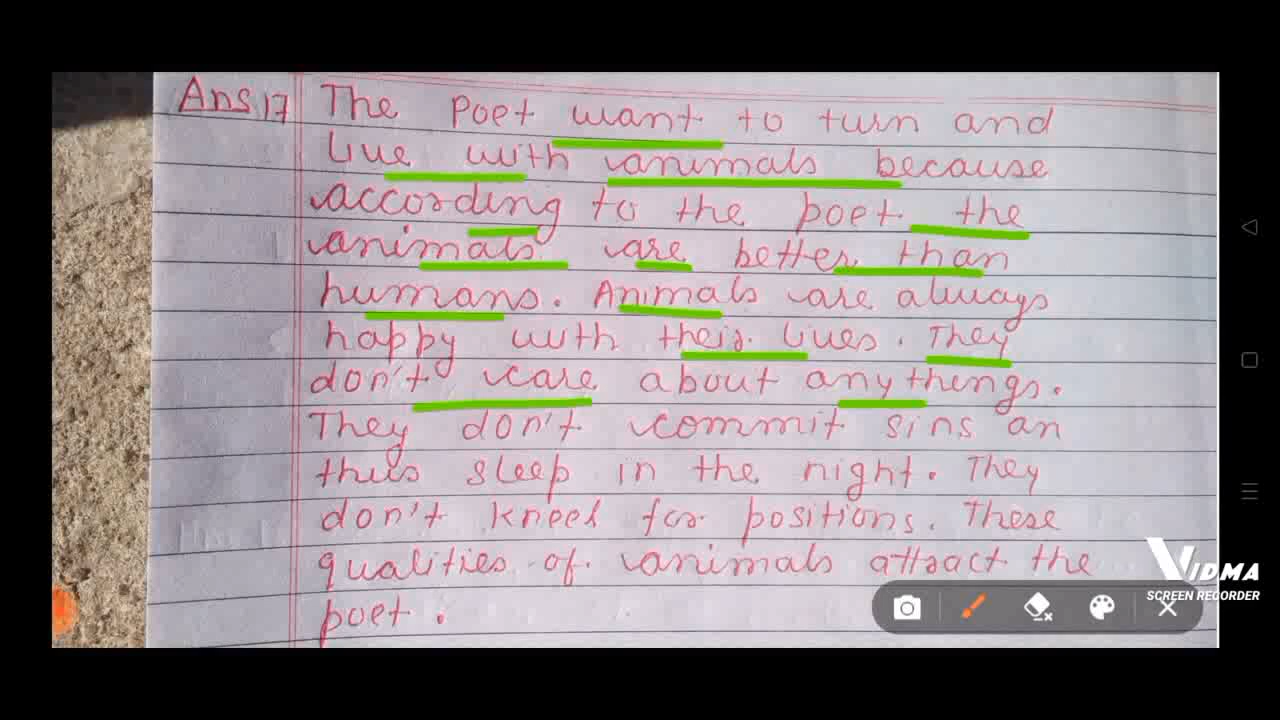 Ans 17 The poet want to turn and
live with animals because
according to the poet the
animals are better than
humans. Animals are always
happy with their lives. They
don't care about any things.
They don't commit sins an
thus sleep in the night. They
don't kneel for positions. These
qualities of animals attract the
poet.
VIDMA
SCREEN RECORDER